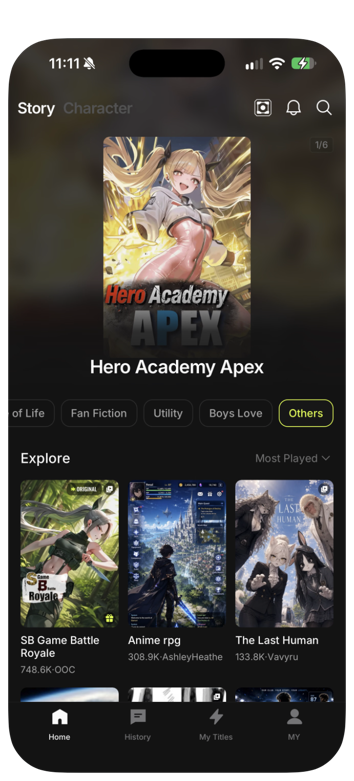 11:11
Story Character
1/6
Hero Academy
APEX
Hero Academy Apex
e of Life
Fan Fiction
Utility
Boys Love
Others
Explore
Most Played
ORIGINAL
SB Game
Battle
Royale
THE LAST
HUMAN
SB Game Battle
Royale
748.6K·OOC
Anime rpg
308.9K·AshleyHeathe
The Last Human
133.8K·Vavyru
Home
History
My Titles
MY